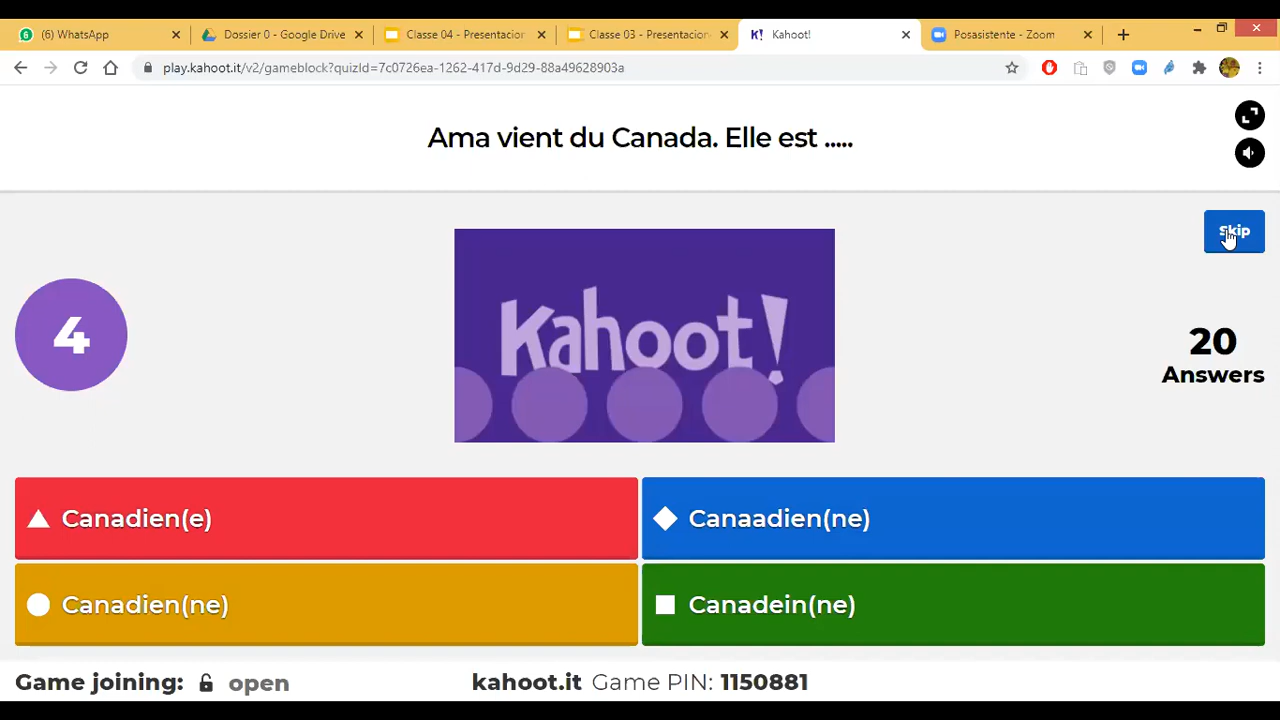 (6) WhatsApp
Dossier 0 - Google Drive
Classe 04 - Presentacion
Classe 03 - Presentacion
K! Kahoot!
Posasistente - Zoom
play.kahoot.it/v2/gameblock?quizId=7c0726ea-1262-417d-9d29-88a49628903a
Ama vient du Canada. Elle est .....
Skip
4
Kahoot!
20
Answers
Canadien(e)
Canaadien(ne)
Canadien(ne)
Canadein(ne)
Game joining: open
kahoot.it Game PIN: 1150881